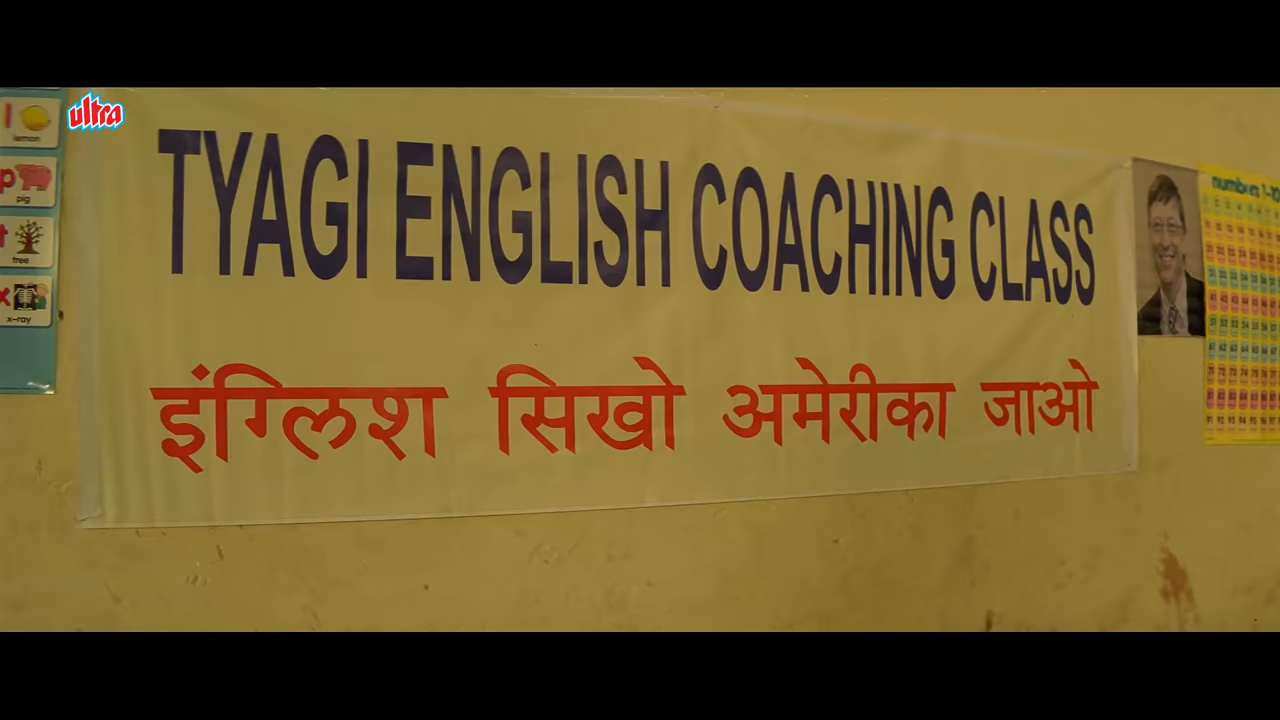 ultra
TYAGI ENGLISH COACHING CLASS
इंग्लिश सिखो अमेरीका जाओ
l
lemon
p
pig
t
tree
x
x-ray